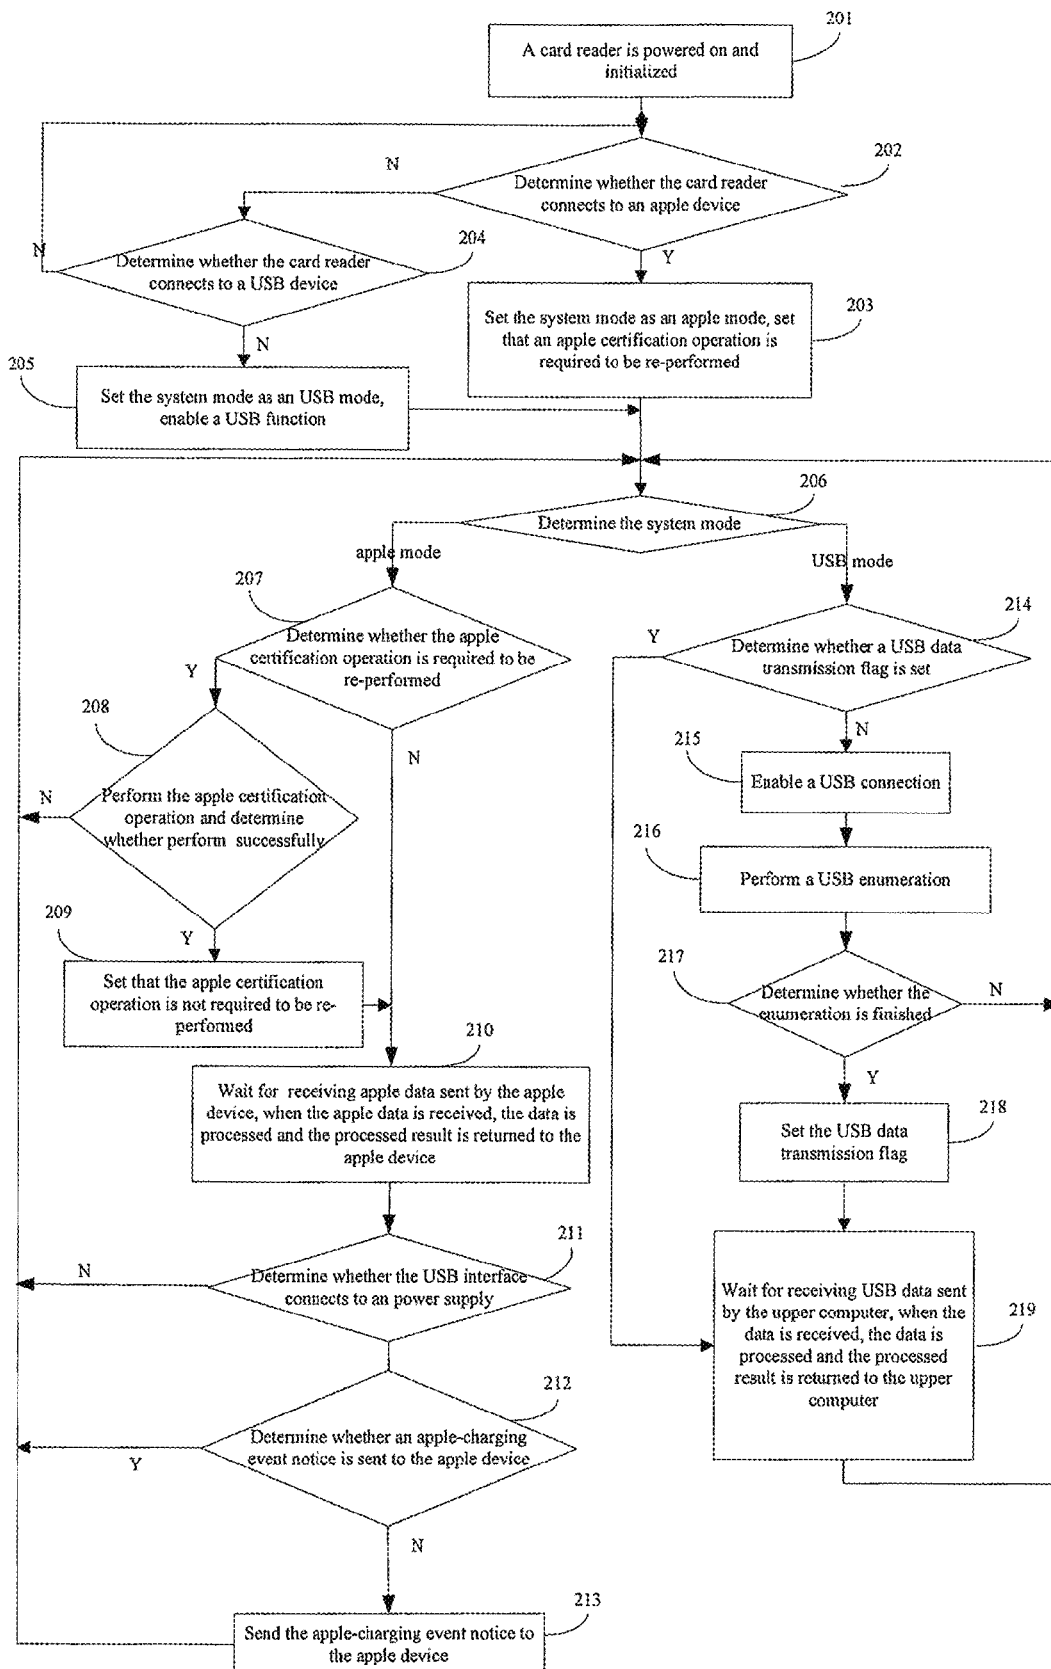 201
A card reader is powered on and
initialized
N
202
Determine whether the card reader
connects to an apple device
N
204
Determine whether the card reader
connects to a USB device
Y
203
Set the system mode as an apple mode, set
that an apple certification operation is
required to be re-performed
N
205
Set the system mode as an USB mode,
enable a USB function
206
Determine the system mode
apple mode
USB mode
207
Determine whether the apple
certification operation is required to be
re-performed
214
Y
Determine whether a USB data
transmission flag is set
Y
208
N
N
215
Enable a USB connection
N
Perform the apple certification
operation and determine
whether perform successfully
216
Perform a USB enumeration
209
Y
217
Set that the apple certification
operation is not required to be re-
performed
Determine whether the
enumeration is finished
N
210
Y
Wait for receiving apple data sent by the apple
device, when the apple data is received, the data is
processed and the processed result is returned to the
apple device
218
Set the USB data
transmission flag
211
N
Determine whether the USB interface
connects to an power supply
Wait for receiving USB data sent
by the upper computer, when the
data is received, the data is
processed and the processed
result is returned to the upper
computer
219
212
Determine whether an apple-charging
event notice is sent to the apple device
Y
N
213
Send the apple-charging event notice to
the apple device